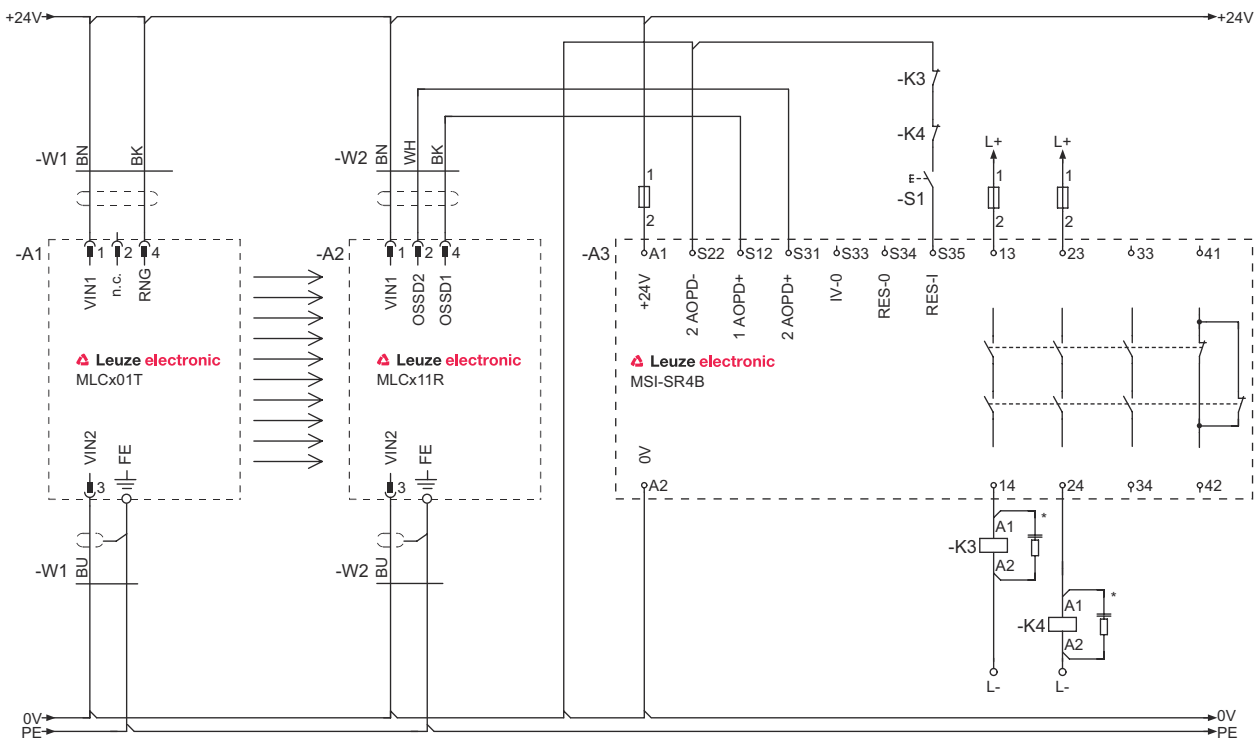 +24V +24V
-K3
-K4
-S1
-W1 BN BK
-W2 BN WH BK
L+ L+
1 1 1
2 2 2
-A1 1 2 4
VIN1 n.c. RNG
Leuze electronic
MLCx01T
VIN2 FE
3
-W1 BU
-A2 1 2 4
VIN1 OSSD2 OSSD1
Leuze electronic
MLCx11R
VIN2 FE
3
-W2 BU
-A3 A1 S22 S12 S31 S33 S34 S35 13 23 33 41
+24V 2 AOPD- 1 AOPD+ 2 AOPD+ IV-0 RES-0 RES-I
Leuze electronic
MSI-SR4B
0V
A2 14 24 34 42
-K3 A1 *
A2
-K4 A1 *
A2
L- L-
0V 0V
PE PE